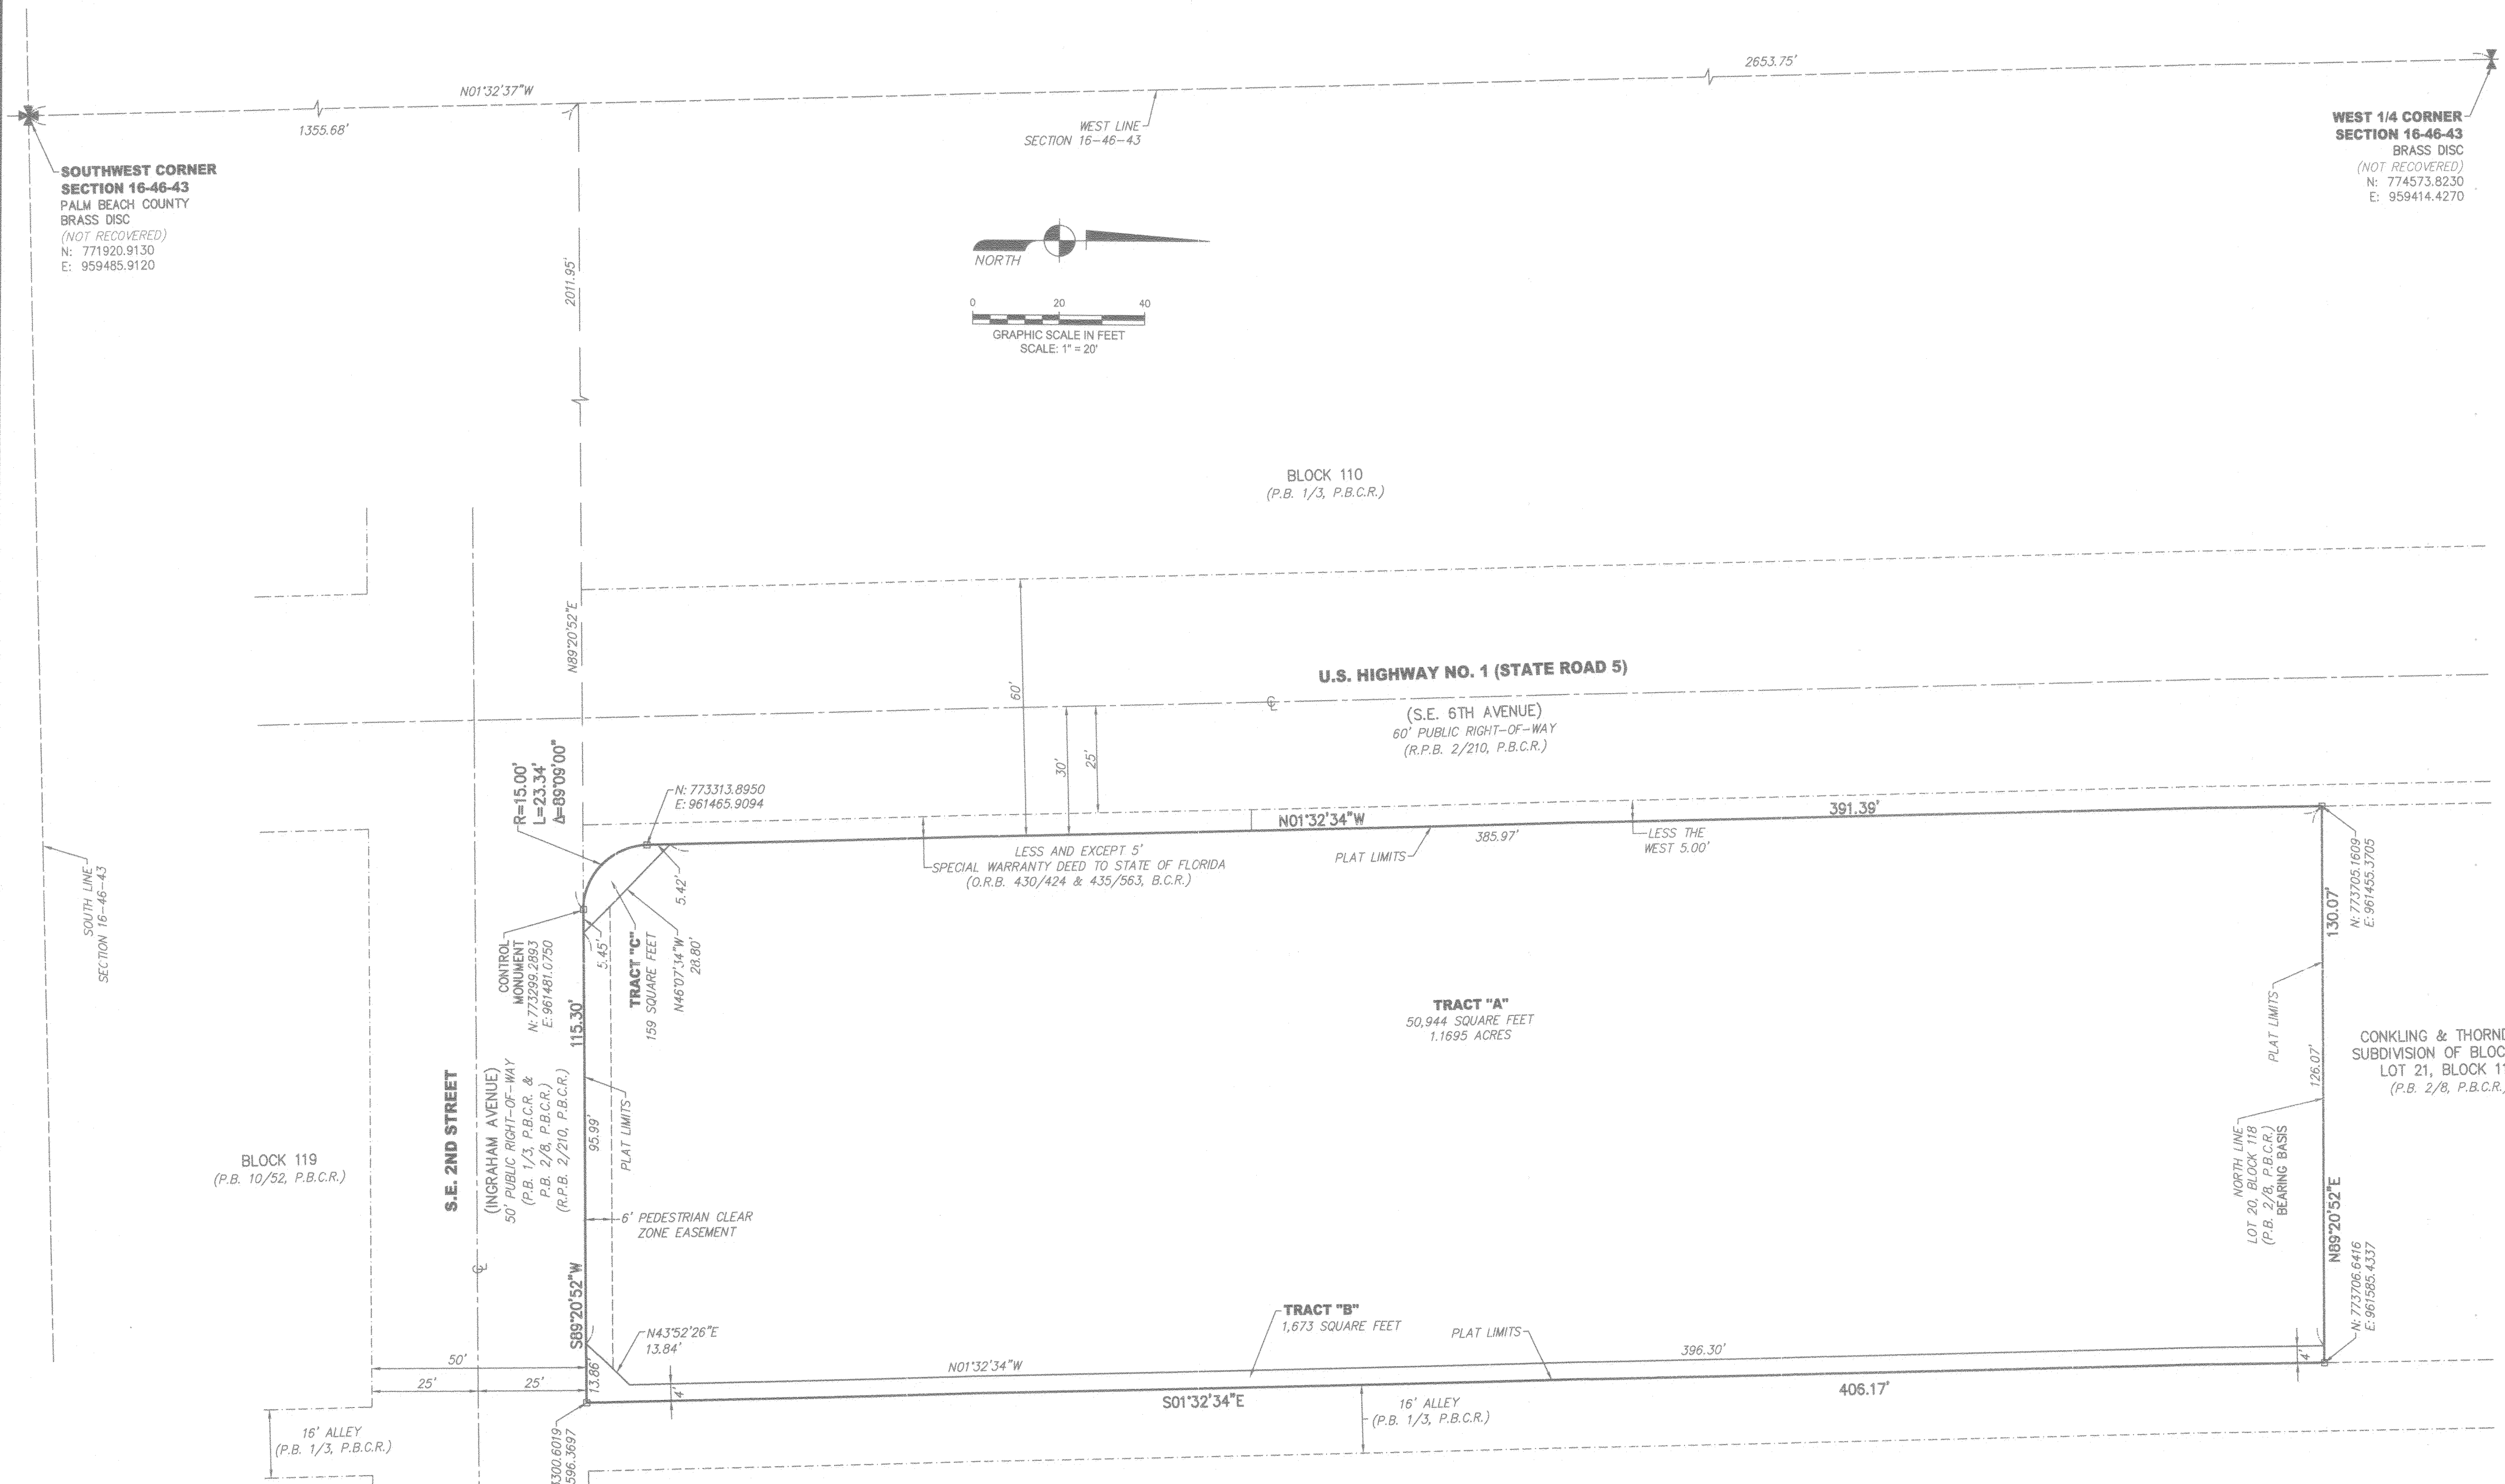 N01°32'37"W
1355.68'
2653.75'
WEST LINE
SECTION 16-46-43
SOUTHWEST CORNER
SECTION 16-46-43
PALM BEACH COUNTY
BRASS DISC
(NOT RECOVERED)
N: 771920.9130
E: 959485.9120
WEST 1/4 CORNER
SECTION 16-46-43
BRASS DISC
(NOT RECOVERED)
N: 774573.8230
E: 959414.4270
2011.95'
NORTH
0 20 40
GRAPHIC SCALE IN FEET
SCALE: 1" = 20'
BLOCK 110
(P.B. 1/3, P.B.C.R.)
N89°20'52"E
60'
U.S. HIGHWAY NO. 1 (STATE ROAD 5)
℄
(S.E. 6TH AVENUE)
60' PUBLIC RIGHT-OF-WAY
(R.P.B. 2/210, P.B.C.R.)
30'
25'
R=15.00'
L=23.34'
Δ=89°09'00"
N: 773313.8950
E: 961465.9094
N01°32'34"W
391.39'
385.97'
PLAT LIMITS
LESS THE
WEST 5.00'
LESS AND EXCEPT 5'
SPECIAL WARRANTY DEED TO STATE OF FLORIDA
(O.R.B. 430/424 & 435/563, B.C.R.)
5.42'
5.45'
TRACT "C"
159 SQUARE FEET
N46°07'34"W
28.80'
SOUTH LINE
SECTION 16-46-43
CONTROL
MONUMENT
N: 773299.2893
E: 961481.0750
115.30'
N: 773705.1609
E: 961455.3705
130.07'
TRACT "A"
50,944 SQUARE FEET
1.1695 ACRES
PLAT LIMITS
126.07'
CONKLING &
SUBDIVISION OF
LOT 21, BLOCK
(P.B. 2/8, P.B.C.R.)
S.E. 2ND STREET
(INGRAHAM AVENUE)
50' PUBLIC RIGHT-OF-WAY
(P.B. 1/3, P.B.C.R. &
P.B. 2/8, P.B.C.R.)
(R.P.B. 2/210, P.B.C.R.)
95.99'
PLAT LIMITS
BLOCK 119
(P.B. 10/52, P.B.C.R.)
6' PEDESTRIAN CLEAR
ZONE EASEMENT
NORTH LINE
LOT 20, BLOCK 118
(P.B. 2/8, P.B.C.R.)
BEARING BASIS
N89°20'52"E
N: 773706.6416
E: 961585.4337
℄
S89°20'52"W
N43°52'26"E
13.84'
TRACT "B"
1,673 SQUARE FEET
PLAT LIMITS
N01°32'34"W
396.30'
4'
50'
25'
25'
13.86'
4'
S01°32'34"E
406.17'
16' ALLEY
(P.B. 1/3, P.B.C.R.)
16' ALLEY
(P.B. 1/3, P.B.C.R.)
3300.6019
596.3697